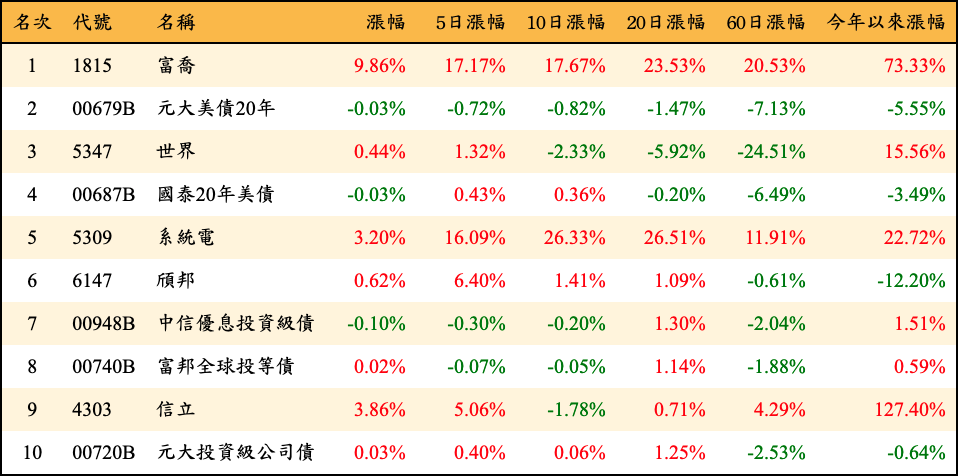 名次 代號 名稱 漲幅 5日漲幅 10日漲幅 20日漲幅 60日漲幅 今年以來漲幅
1 1815 富喬 9.86% 17.17% 17.67% 23.53% 20.53% 73.33%
2 00679B 元大美債20年 -0.03% -0.72% -0.82% -1.47% -7.13% -5.55%
3 5347 世界 0.44% 1.32% -2.33% -5.92% -24.51% 15.56%
4 00687B 國泰20年美債 -0.03% 0.43% 0.36% -0.20% -6.49% -3.49%
5 5309 系統電 3.20% 16.09% 26.33% 26.51% 11.91% 22.72%
6 6147 頎邦 0.62% 6.40% 1.41% 1.09% -0.61% -12.20%
7 00948B 中信優息投資級債 -0.10% -0.30% -0.20% 1.30% -2.04% 1.51%
8 00740B 富邦全球投等債 0.02% -0.07% -0.05% 1.14% -1.88% 0.59%
9 4303 信立 3.86% 5.06% -1.78% 0.71% 4.29% 127.40%
10 00720B 元大投資級公司債 0.03% 0.40% 0.06% 1.25% -2.53% -0.64%